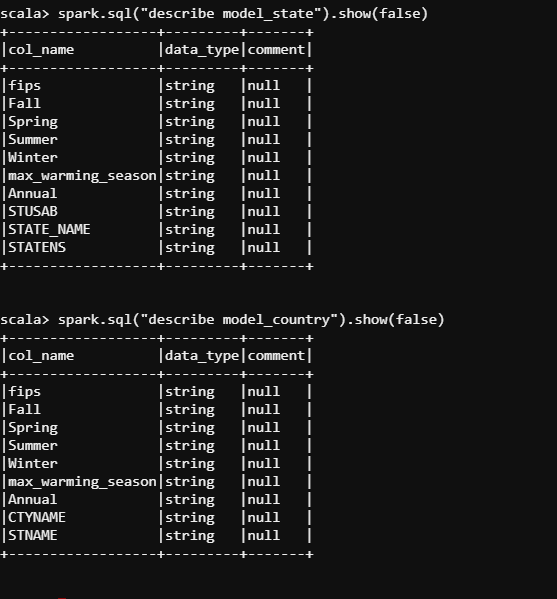 scala> spark.sql("describe model_state").show(false)
+------------------+---------+-------+
|col_name          |data_type|comment|
+------------------+---------+-------+
|fips              |string   |null   |
|Fall              |string   |null   |
|Spring            |string   |null   |
|Summer            |string   |null   |
|Winter            |string   |null   |
|max_warming_season|string   |null   |
|Annual            |string   |null   |
|STUSAB            |string   |null   |
|STATE_NAME        |string   |null   |
|STATENS           |string   |null   |
+------------------+---------+-------+
scala> spark.sql("describe model_country").show(false)
+------------------+---------+-------+
|col_name          |data_type|comment|
+------------------+---------+-------+
|fips              |string   |null   |
|Fall              |string   |null   |
|Spring            |string   |null   |
|Summer            |string   |null   |
|Winter            |string   |null   |
|max_warming_season|string   |null   |
|Annual            |string   |null   |
|CTYNAME           |string   |null   |
|STNAME            |string   |null   |
+------------------+---------+-------+